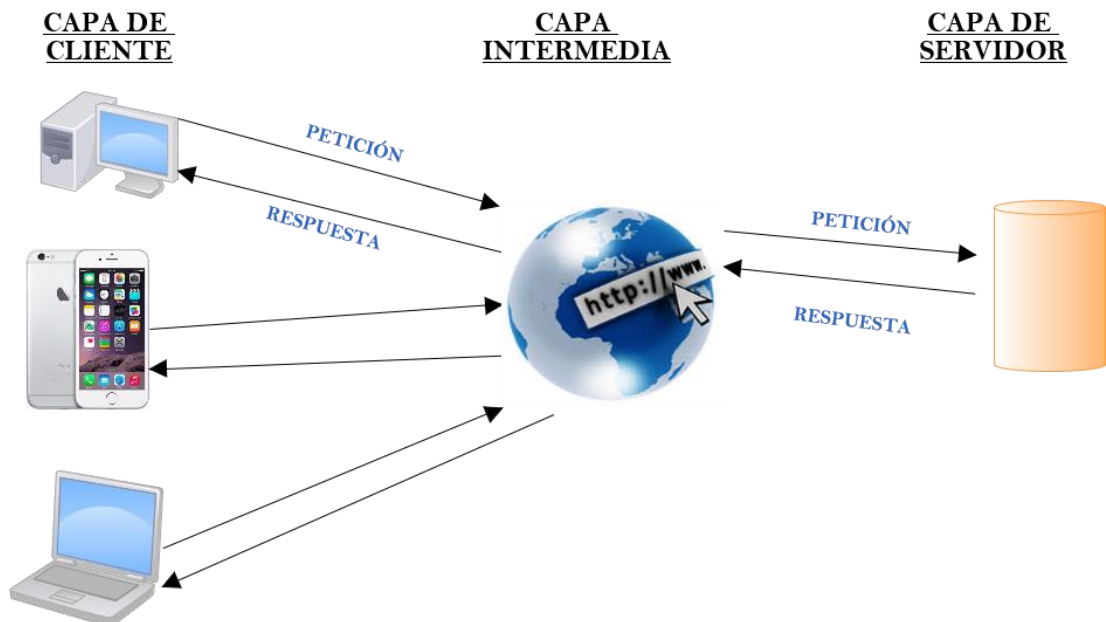 CAPA DE
CLIENTE
CAPA
INTERMEDIA
CAPA DE
SERVIDOR
PETICIÓN
RESPUESTA
http://www.
PETICIÓN
RESPUESTA